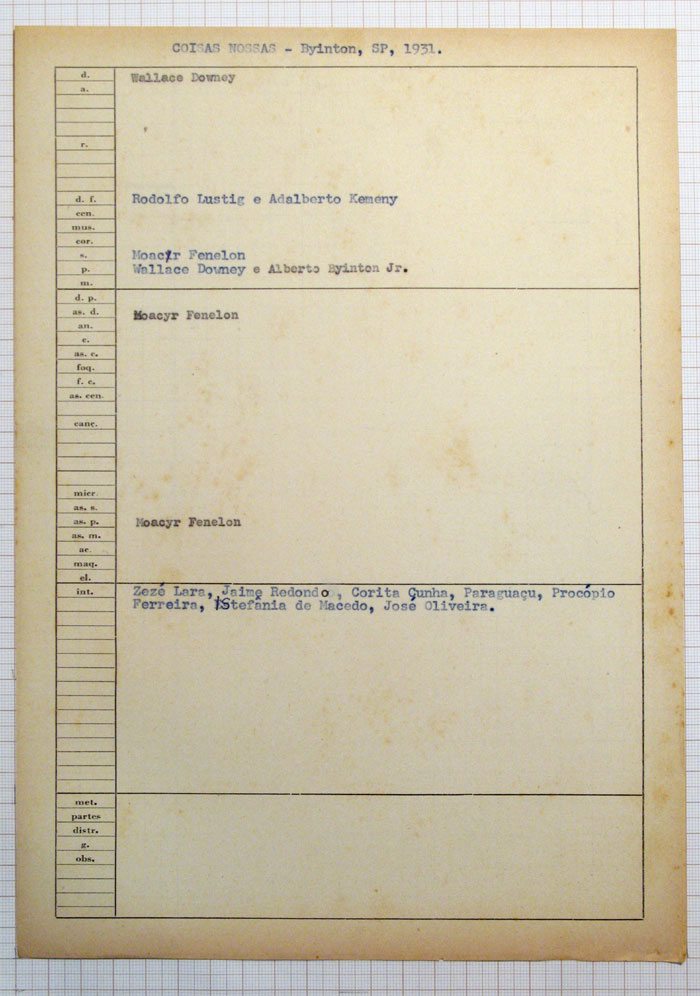 COISAS NOSSAS - Byinton, SP, 1931.
d. Wallace Downey
a.
r.
d. f. Rodolfo Lustig e Adalberto Kemeny
cen.
mus.
cor.
s. Moacyr Fenelon
p. Wallace Downey e Alberto Byinton Jr.
m.
d. p.
as. d. Moacyr Fenelon
an.
c.
as. c.
foq.
f. c.
as. cen.
canç.
micr.
as. s.
as. p. Moacyr Fenelon
as. m.
ac.
maq.
el.
int. Zezé Lara, Jaime Redondo, Corita Cunha, Paraguaçu, Procópio
Ferreira, Stefânia de Macedo, José Oliveira.
met.
partes
distr.
g.
obs.